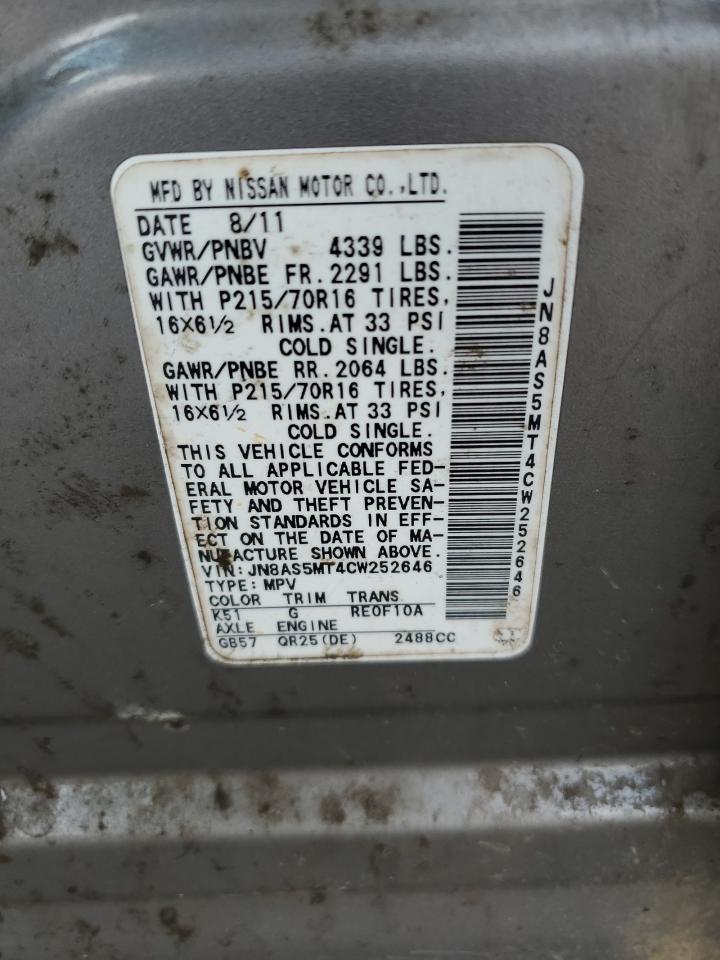 MFD BY NISSAN MOTOR CO.,LTD.
DATE 8/11
GVWR/PNBV 4339 LBS.
GAWR/PNBE FR.2291 LBS.
WITH P215/70R16 TIRES,
16X6½ RIMS.AT 33 PSI
COLD SINGLE.
GAWR/PNBE RR.2064 LBS.
WITH P215/70R16 TIRES,
16X6½ RIMS.AT 33 PSI
COLD SINGLE.
THIS VEHICLE CONFORMS
TO ALL APPLICABLE FED-
ERAL MOTOR VEHICLE SA-
FETY AND THEFT PREVEN-
TION STANDARDS IN EFF-
ECT ON THE DATE OF MA-
NUFACTURE SHOWN ABOVE.
VIN:JN8AS5MT4CW252646
TYPE:MPV
COLOR TRIM TRANS
K51 G RE0F10A
AXLE ENGINE
GB57 QR25(DE) 2488CC
JN8AS5MT4CW252646